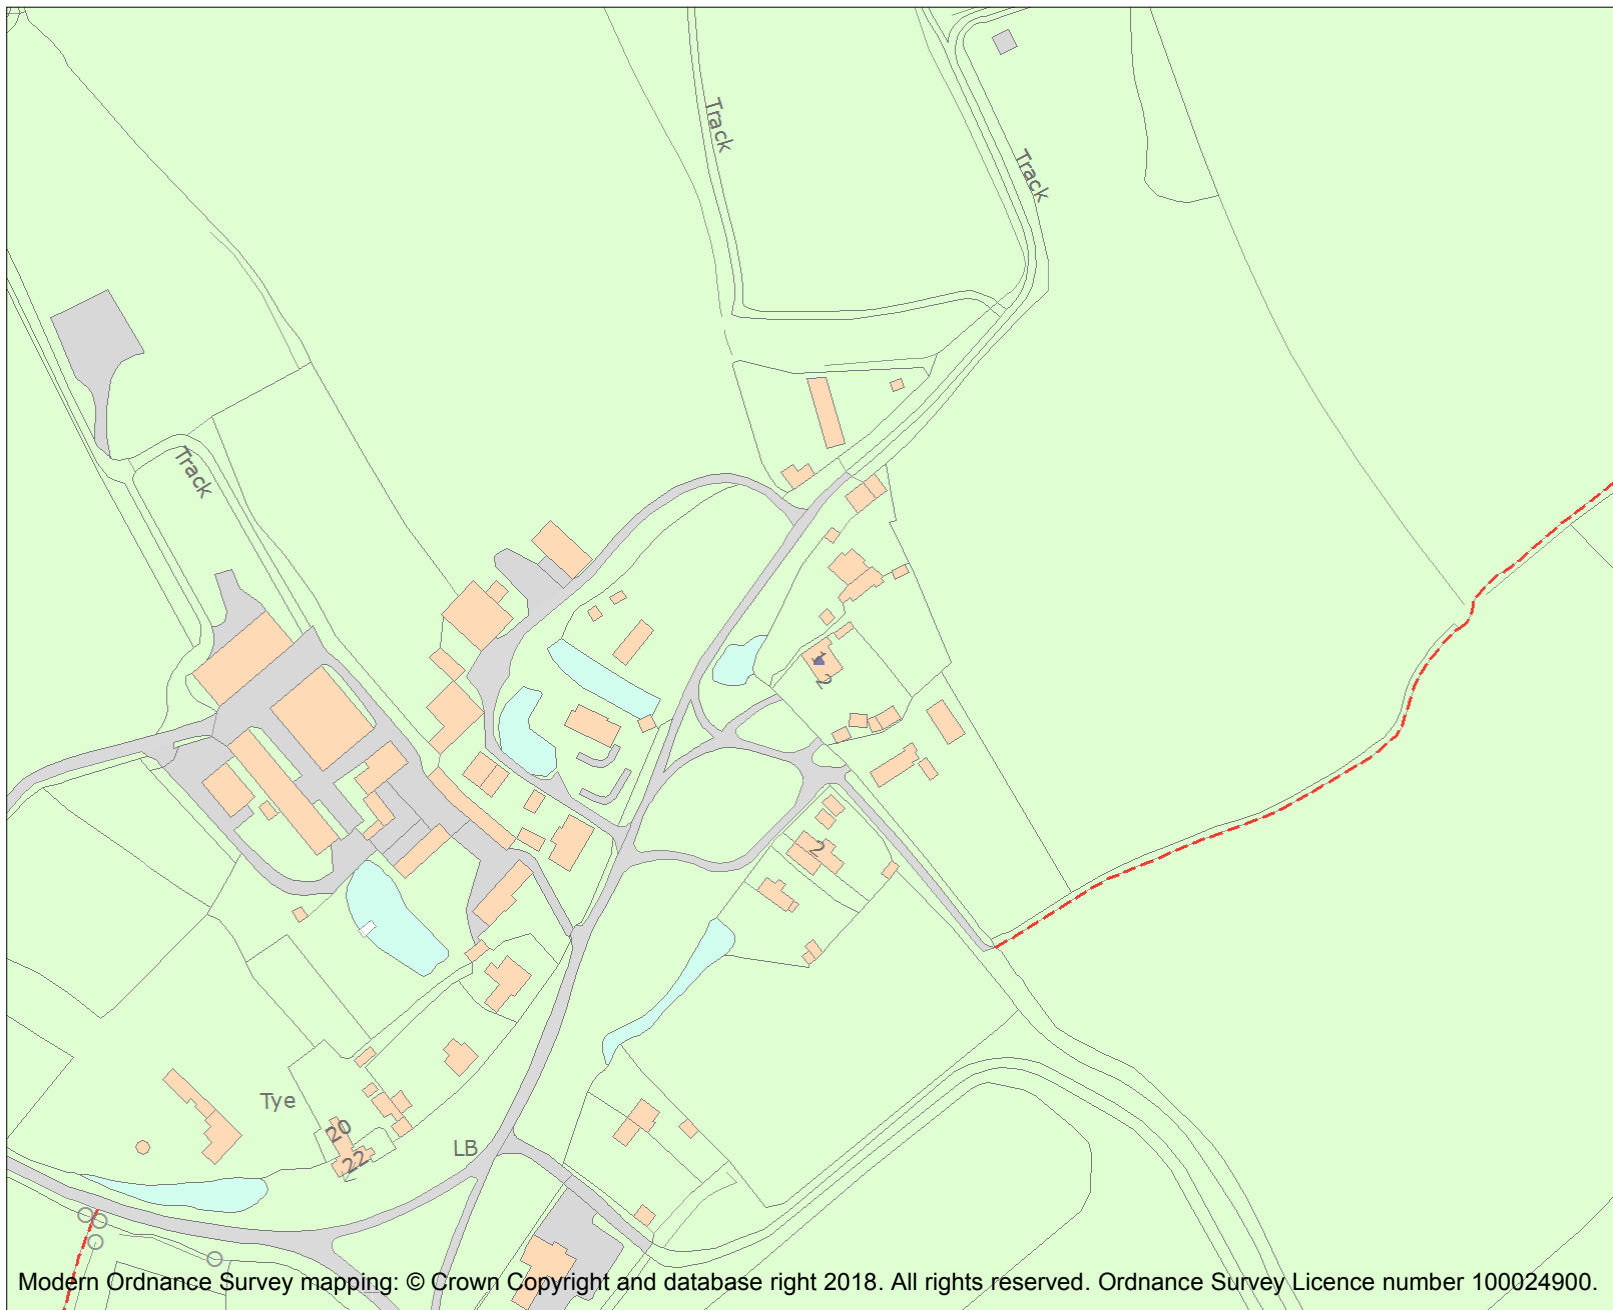 Track
Track
Track
1
2
2
Tye
20
22
LB
Modern Ordnance Survey mapping: © Crown Copyright and database right 2018. All rights reserved. Ordnance Survey Licence number 100024900.